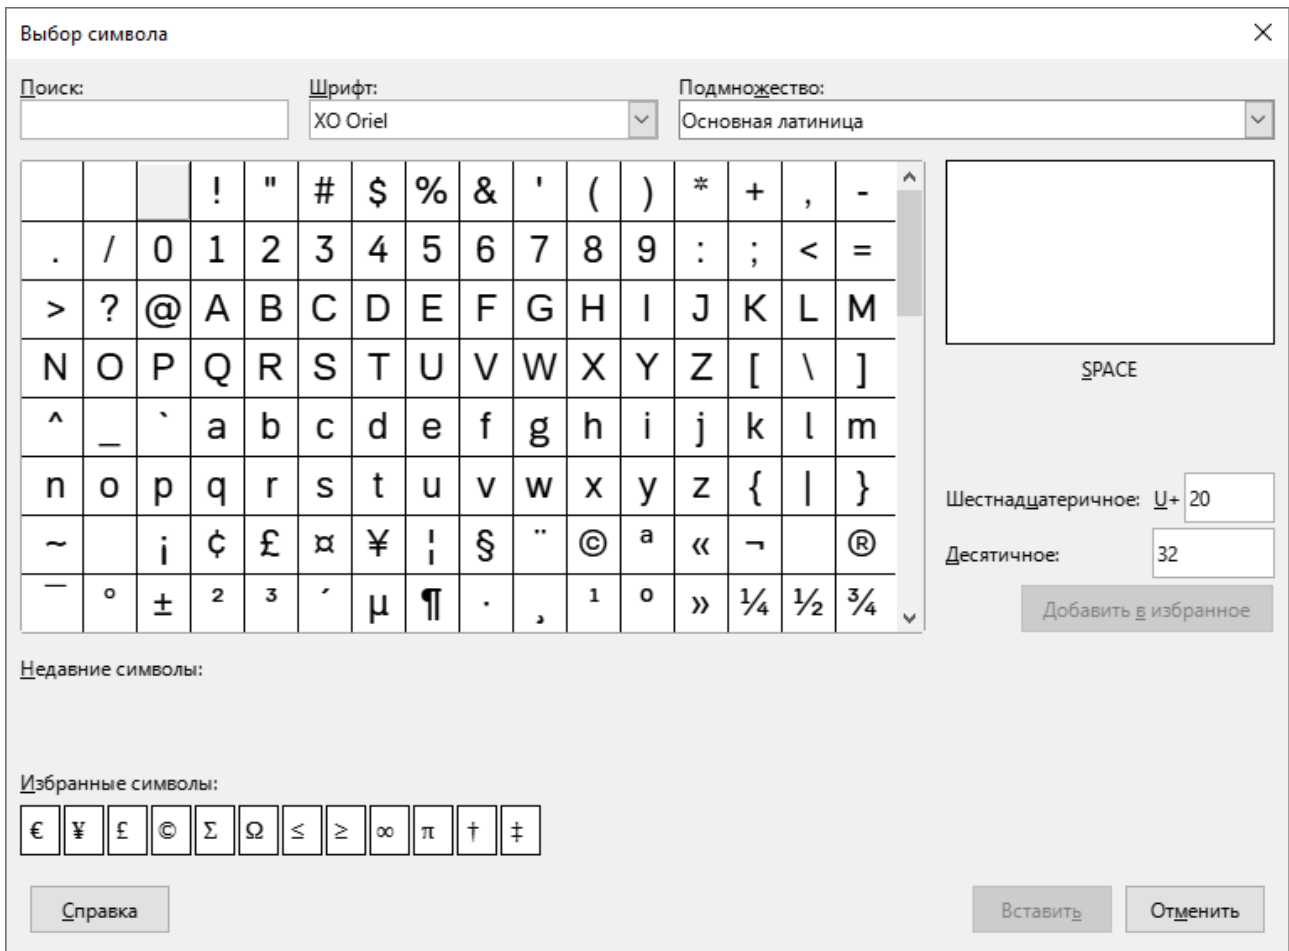 Выбор символа
Поиск: Шрифт: Подмножество:
XO Oriel Основная латиница
! " # $ % & ' ( ) * + , -
. / 0 1 2 3 4 5 6 7 8 9 : ; < =
> ? @ A B C D E F G H I J K L M
N O P Q R S T U V W X Y Z [ \ ]
^ _ ` a b c d e f g h i j k l m
n o p q r s t u v w x y z { | }
~ ¡ ¢ £ ¤ ¥ ¦ § ¨ © ª « ¬ ®
¯ ° ± ² ³ ´ µ ¶ · ¸ ¹ º » ¼ ½ ¾
SPACE
Шестнадцатеричное: U+ 20
Десятичное: 32
Добавить в избранное
Недавние символы:
Избранные символы:
€ ¥ £ © Σ Ω ≤ ≥ ∞ π † ‡
Справка Вставить Отменить